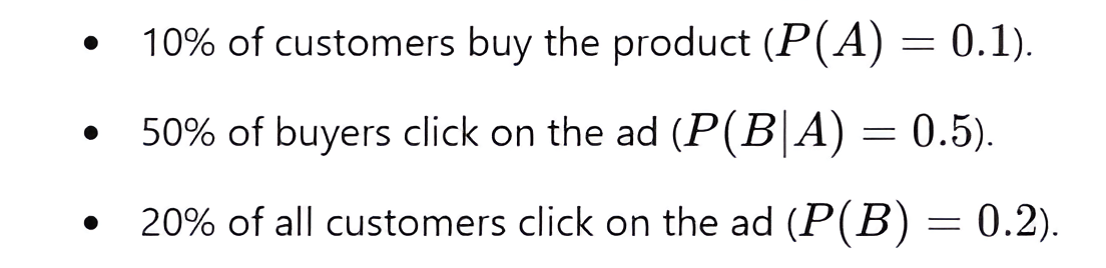 • 10% of customers buy the product (P(A) = 0.1).
• 50% of buyers click on the ad (P(B|A) = 0.5).
• 20% of all customers click on the ad (P(B) = 0.2).